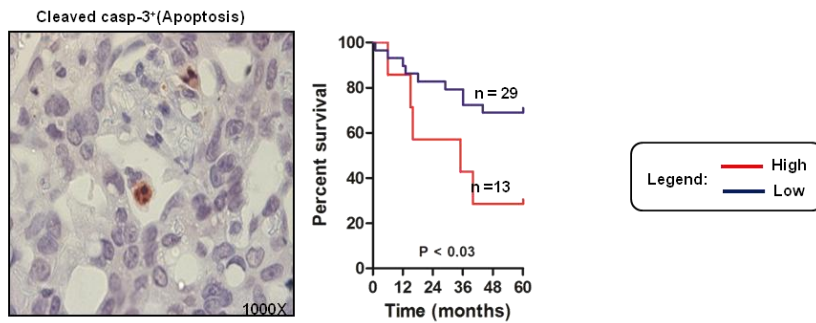 Cleaved casp-3⁺(Apoptosis)
1000X
Percent survival
100
80
60
40
20
0
n = 29
n =13
P < 0.03
0 12 24 36 48 60
Time (months)
Legend:
High
Low